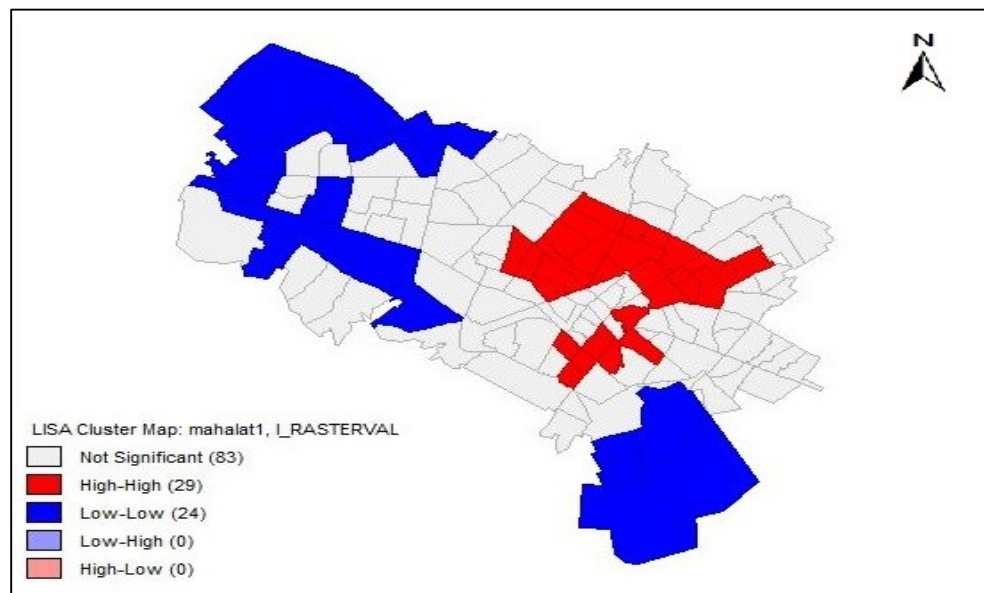 N
LISA Cluster Map: mahalat1, I_RASTERVAL
Not Significant (83)
High-High (29)
Low-Low (24)
Low-High (0)
High-Low (0)